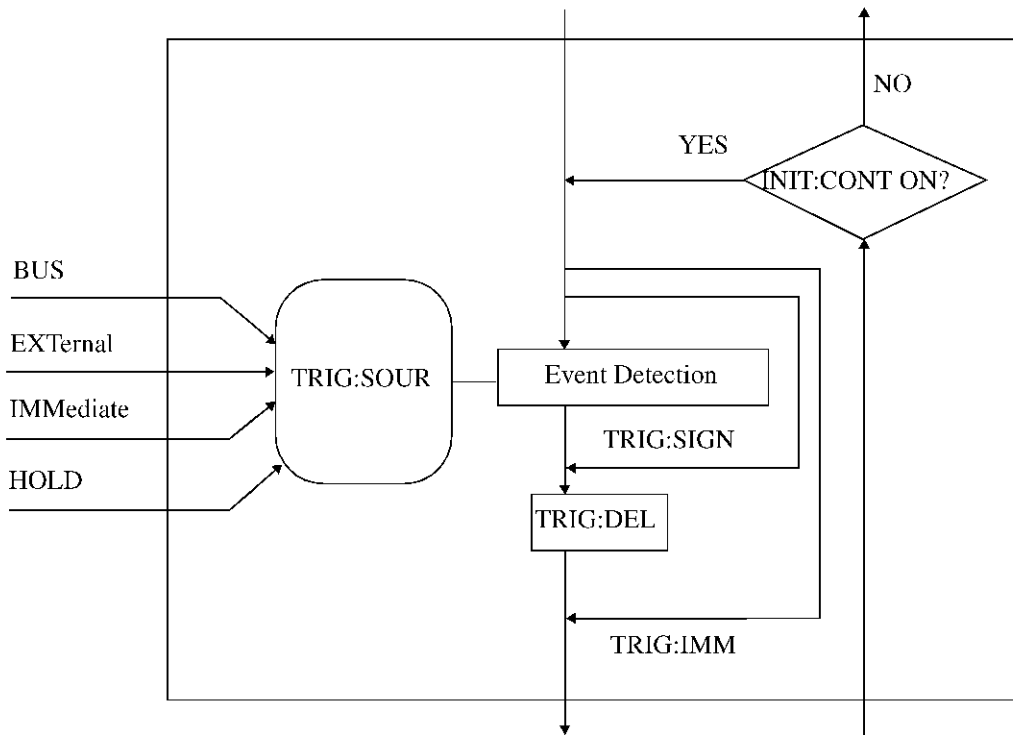 NO
YES
INIT:CONT ON?
BUS
EXTernal
IMMediate
HOLD
TRIG:SOUR
Event Detection
TRIG:SIGN
TRIG:DEL
TRIG:IMM